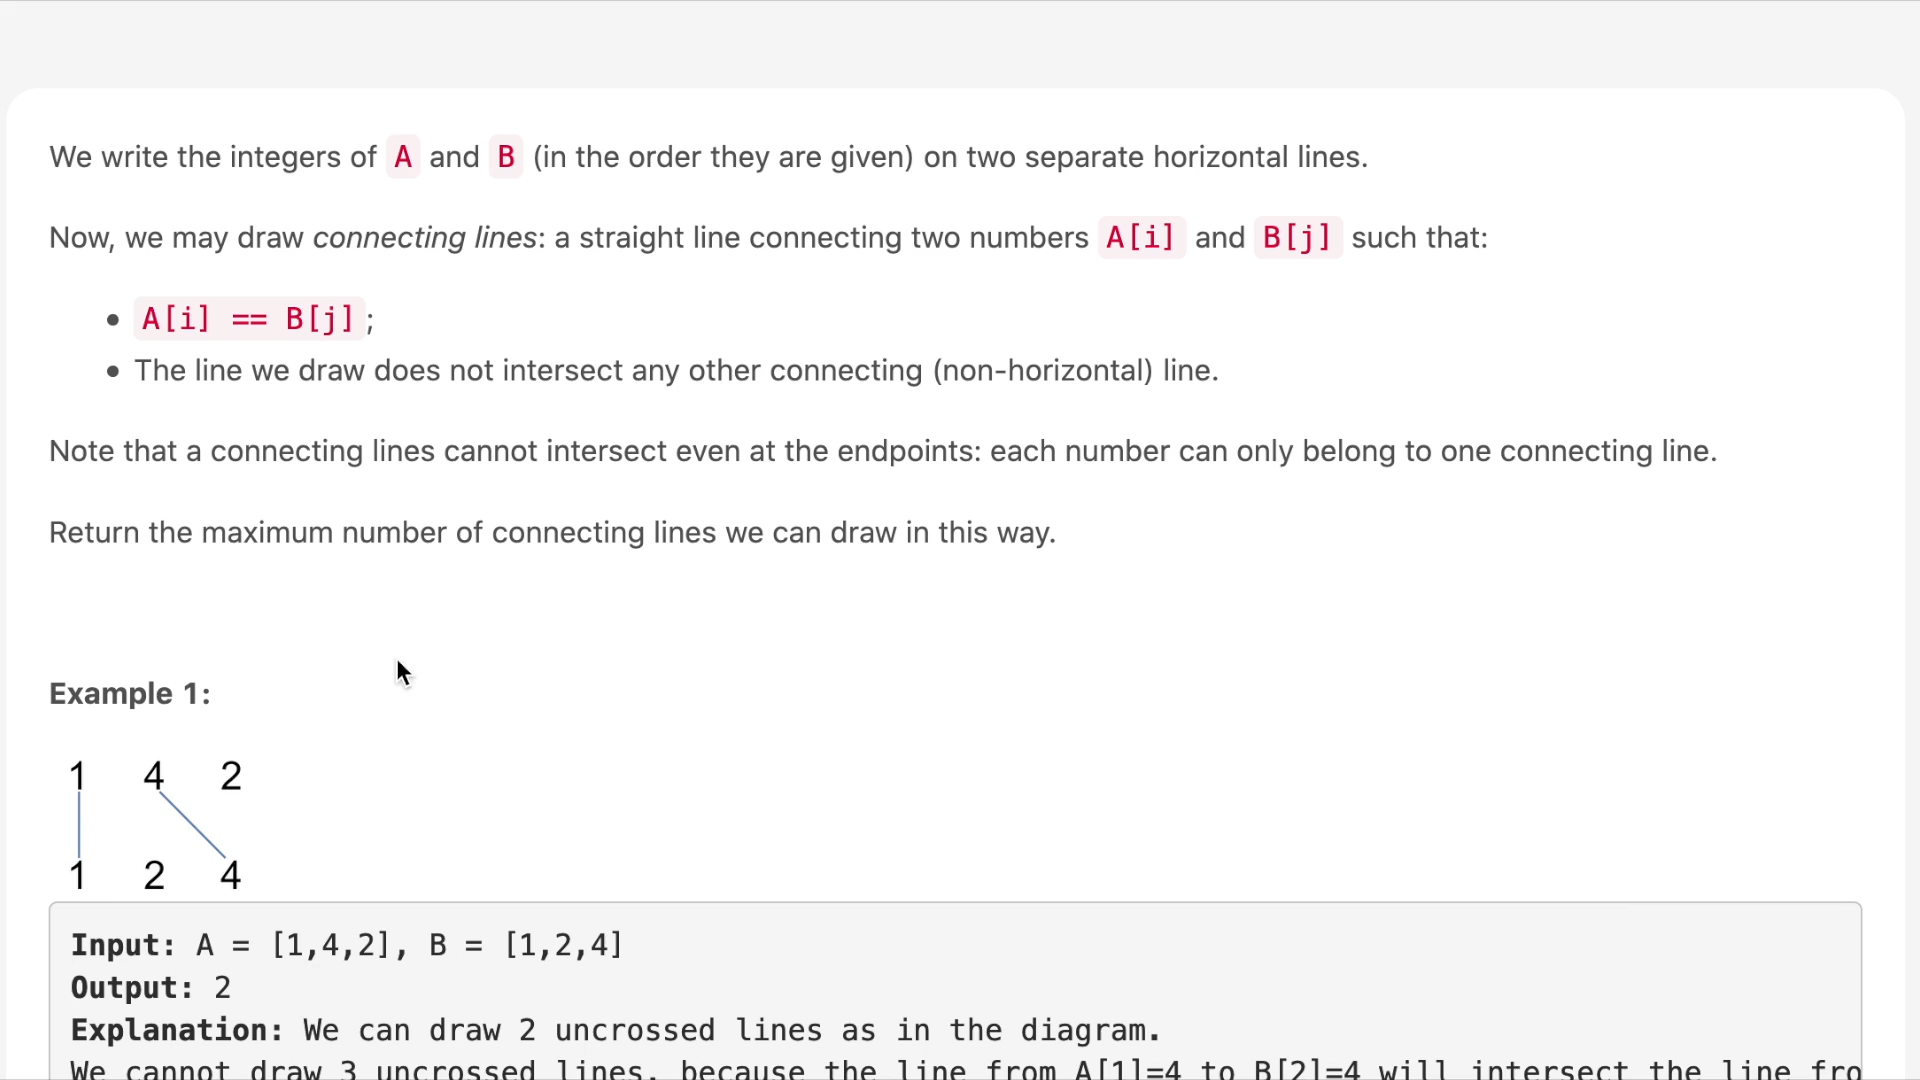 We write the integers of A and B (in the order they are given) on two separate horizontal lines.
Now, we may draw connecting lines: a straight line connecting two numbers A[i] and B[j] such that:
• A[i] == B[j];
• The line we draw does not intersect any other connecting (non-horizontal) line.
Note that a connecting lines cannot intersect even at the endpoints: each number can only belong to one connecting line.
Return the maximum number of connecting lines we can draw in this way.
Example 1:
1 4 2
1 2 4
Input: A = [1,4,2], B = [1,2,4]
Output: 2
Explanation: We can draw 2 uncrossed lines as in the diagram.
We cannot draw 3 uncrossed lines, because the line from A[1]=4 to B[2]=4 will intersect the line fro